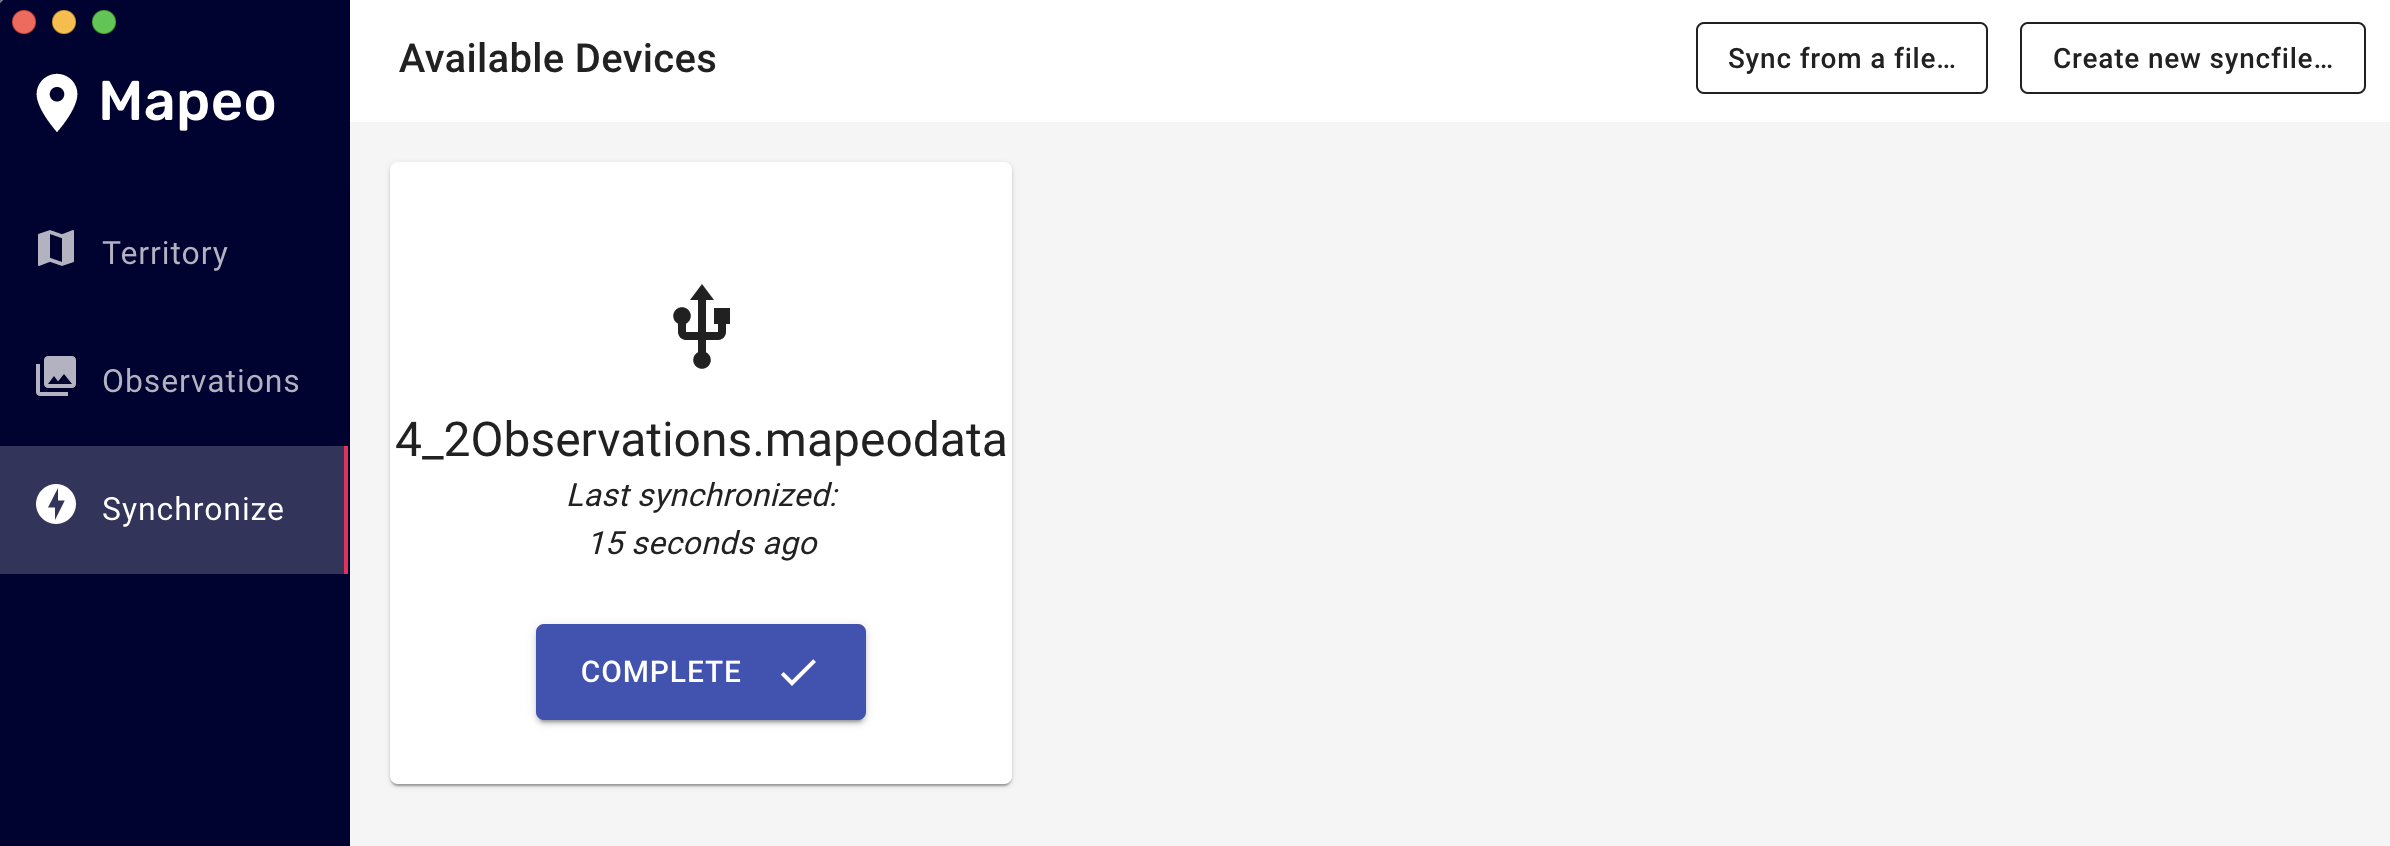 Mapeo
Territory
Observations
Synchronize
Available Devices
Sync from a file…
Create new syncfile…
4_2Observations.mapeodata
Last synchronized:
15 seconds ago
COMPLETE